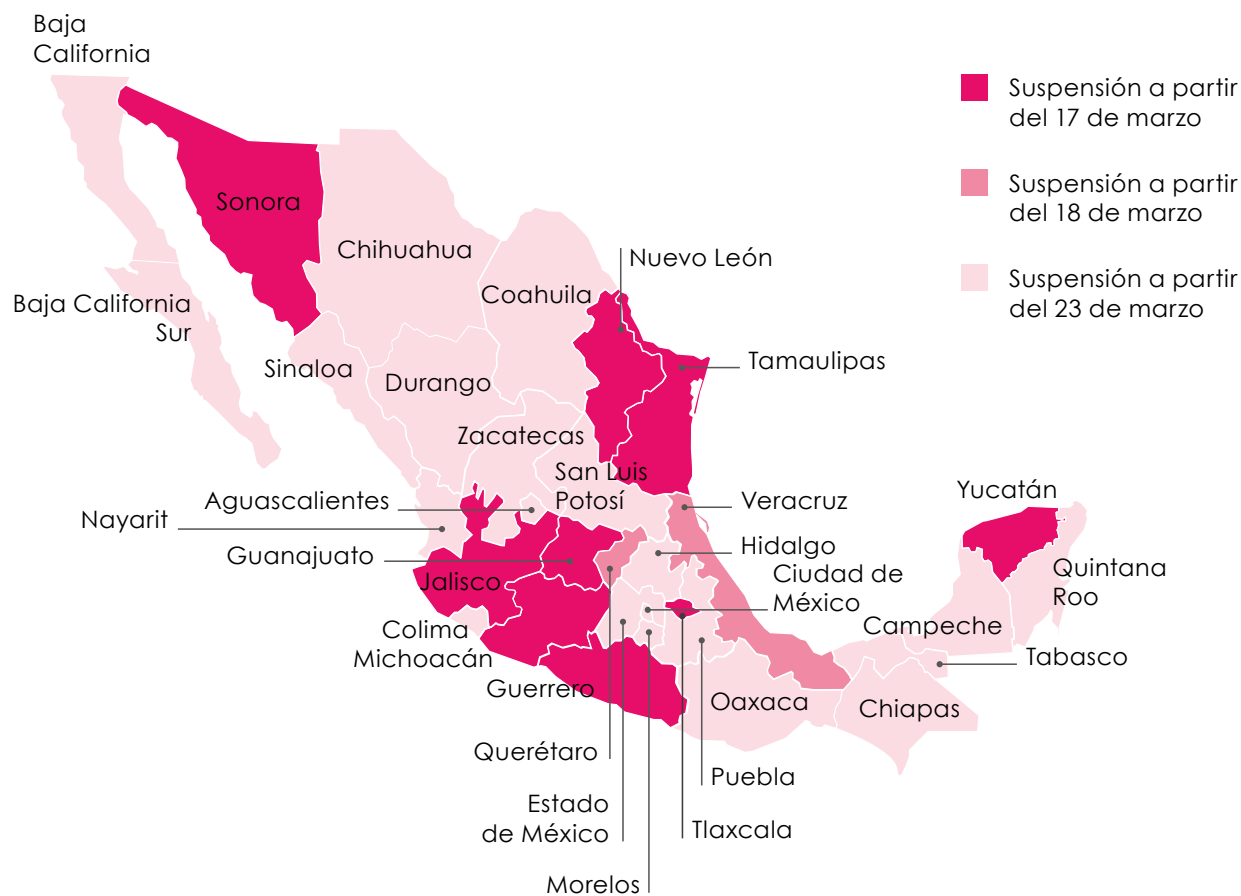 Baja
California
Suspensión a partir
del 17 de marzo
Suspensión a partir
del 18 de marzo
Suspensión a partir
del 23 de marzo
Sonora
Chihuahua
Nuevo León
Coahuila
Baja California
Sur
Tamaulipas
Sinaloa
Durango
Zacatecas
San Luis
Potosí
Aguascalientes
Veracruz
Yucatán
Nayarit
Guanajuato
Hidalgo
Ciudad de
México
Quintana
Roo
Jalisco
Colima
Michoacán
Campeche
Tabasco
Guerrero
Oaxaca
Chiapas
Querétaro
Puebla
Estado
de México
Tlaxcala
Morelos